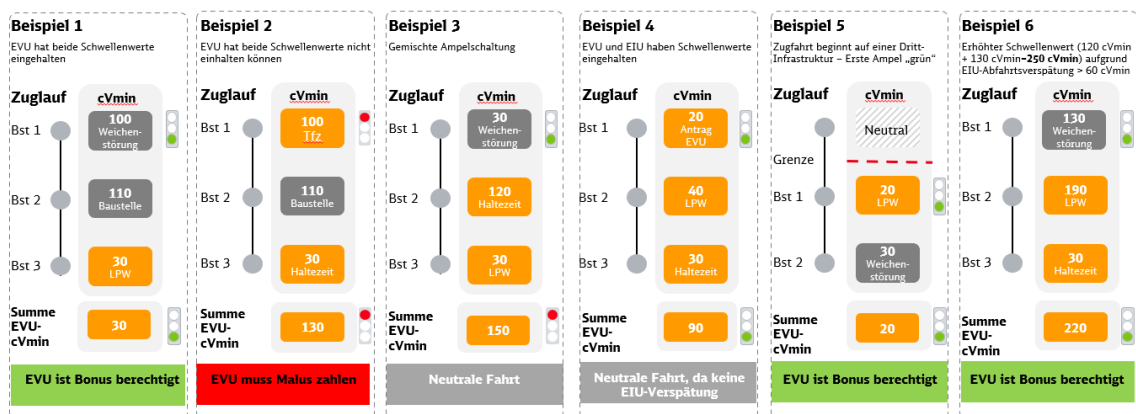 Beispiel 1
EVU hat beide Schwellenwerte
eingehalten
Zuglauf
cVmin
Bst 1
100
Weichen-
störung
Bst 2
110
Baustelle
Bst 3
30
LPW
Summe
EVU-
cVmin
30
EVU ist Bonus berechtigt
Beispiel 2
EVU hat beide Schwellenwerte nicht
einhalten können
Zuglauf
cVmin
Bst 1
100
Tfz
Bst 2
110
Baustelle
Bst 3
30
Haltezeit
Summe
EVU-
cVmin
130
EVU muss Malus zahlen
Beispiel 3
Gemischte Ampelschaltung
Zuglauf
cVmin
Bst 1
30
Weichen-
störung
Bst 2
120
Haltezeit
Bst 3
30
LPW
Summe
EVU-
cVmin
150
Neutrale Fahrt
Beispiel 4
EVU und EIU haben Schwellenwerte
eingehalten
Zuglauf
cVmin
Bst 1
20
Antrag
EVU
Bst 2
40
LPW
Bst 3
30
Haltezeit
Summe
EVU-
cVmin
90
Neutrale Fahrt, da keine
EIU-Verspätung
Beispiel 5
Zugfahrt beginnt auf einer Dritt-
Infrastruktur – Erste Ampel „grün“
Zuglauf
cVmin
Neutral
Grenze
Bst 1
20
LPW
Bst 2
30
Weichen-
störung
Summe
EVU-
cVmin
20
EVU ist Bonus berechtigt
Beispiel 6
Erhöhter Schwellenwert (120 cVmin
+ 130 cVmin=250 cVmin) aufgrund
EIU-Abfahrtsverspätung > 60 cVmin
Zuglauf
cVmin
Bst 1
130
Weichen-
störung
Bst 2
190
LPW
Bst 3
30
Haltezeit
Summe
EVU-
cVmin
220
EVU ist Bonus berechtigt